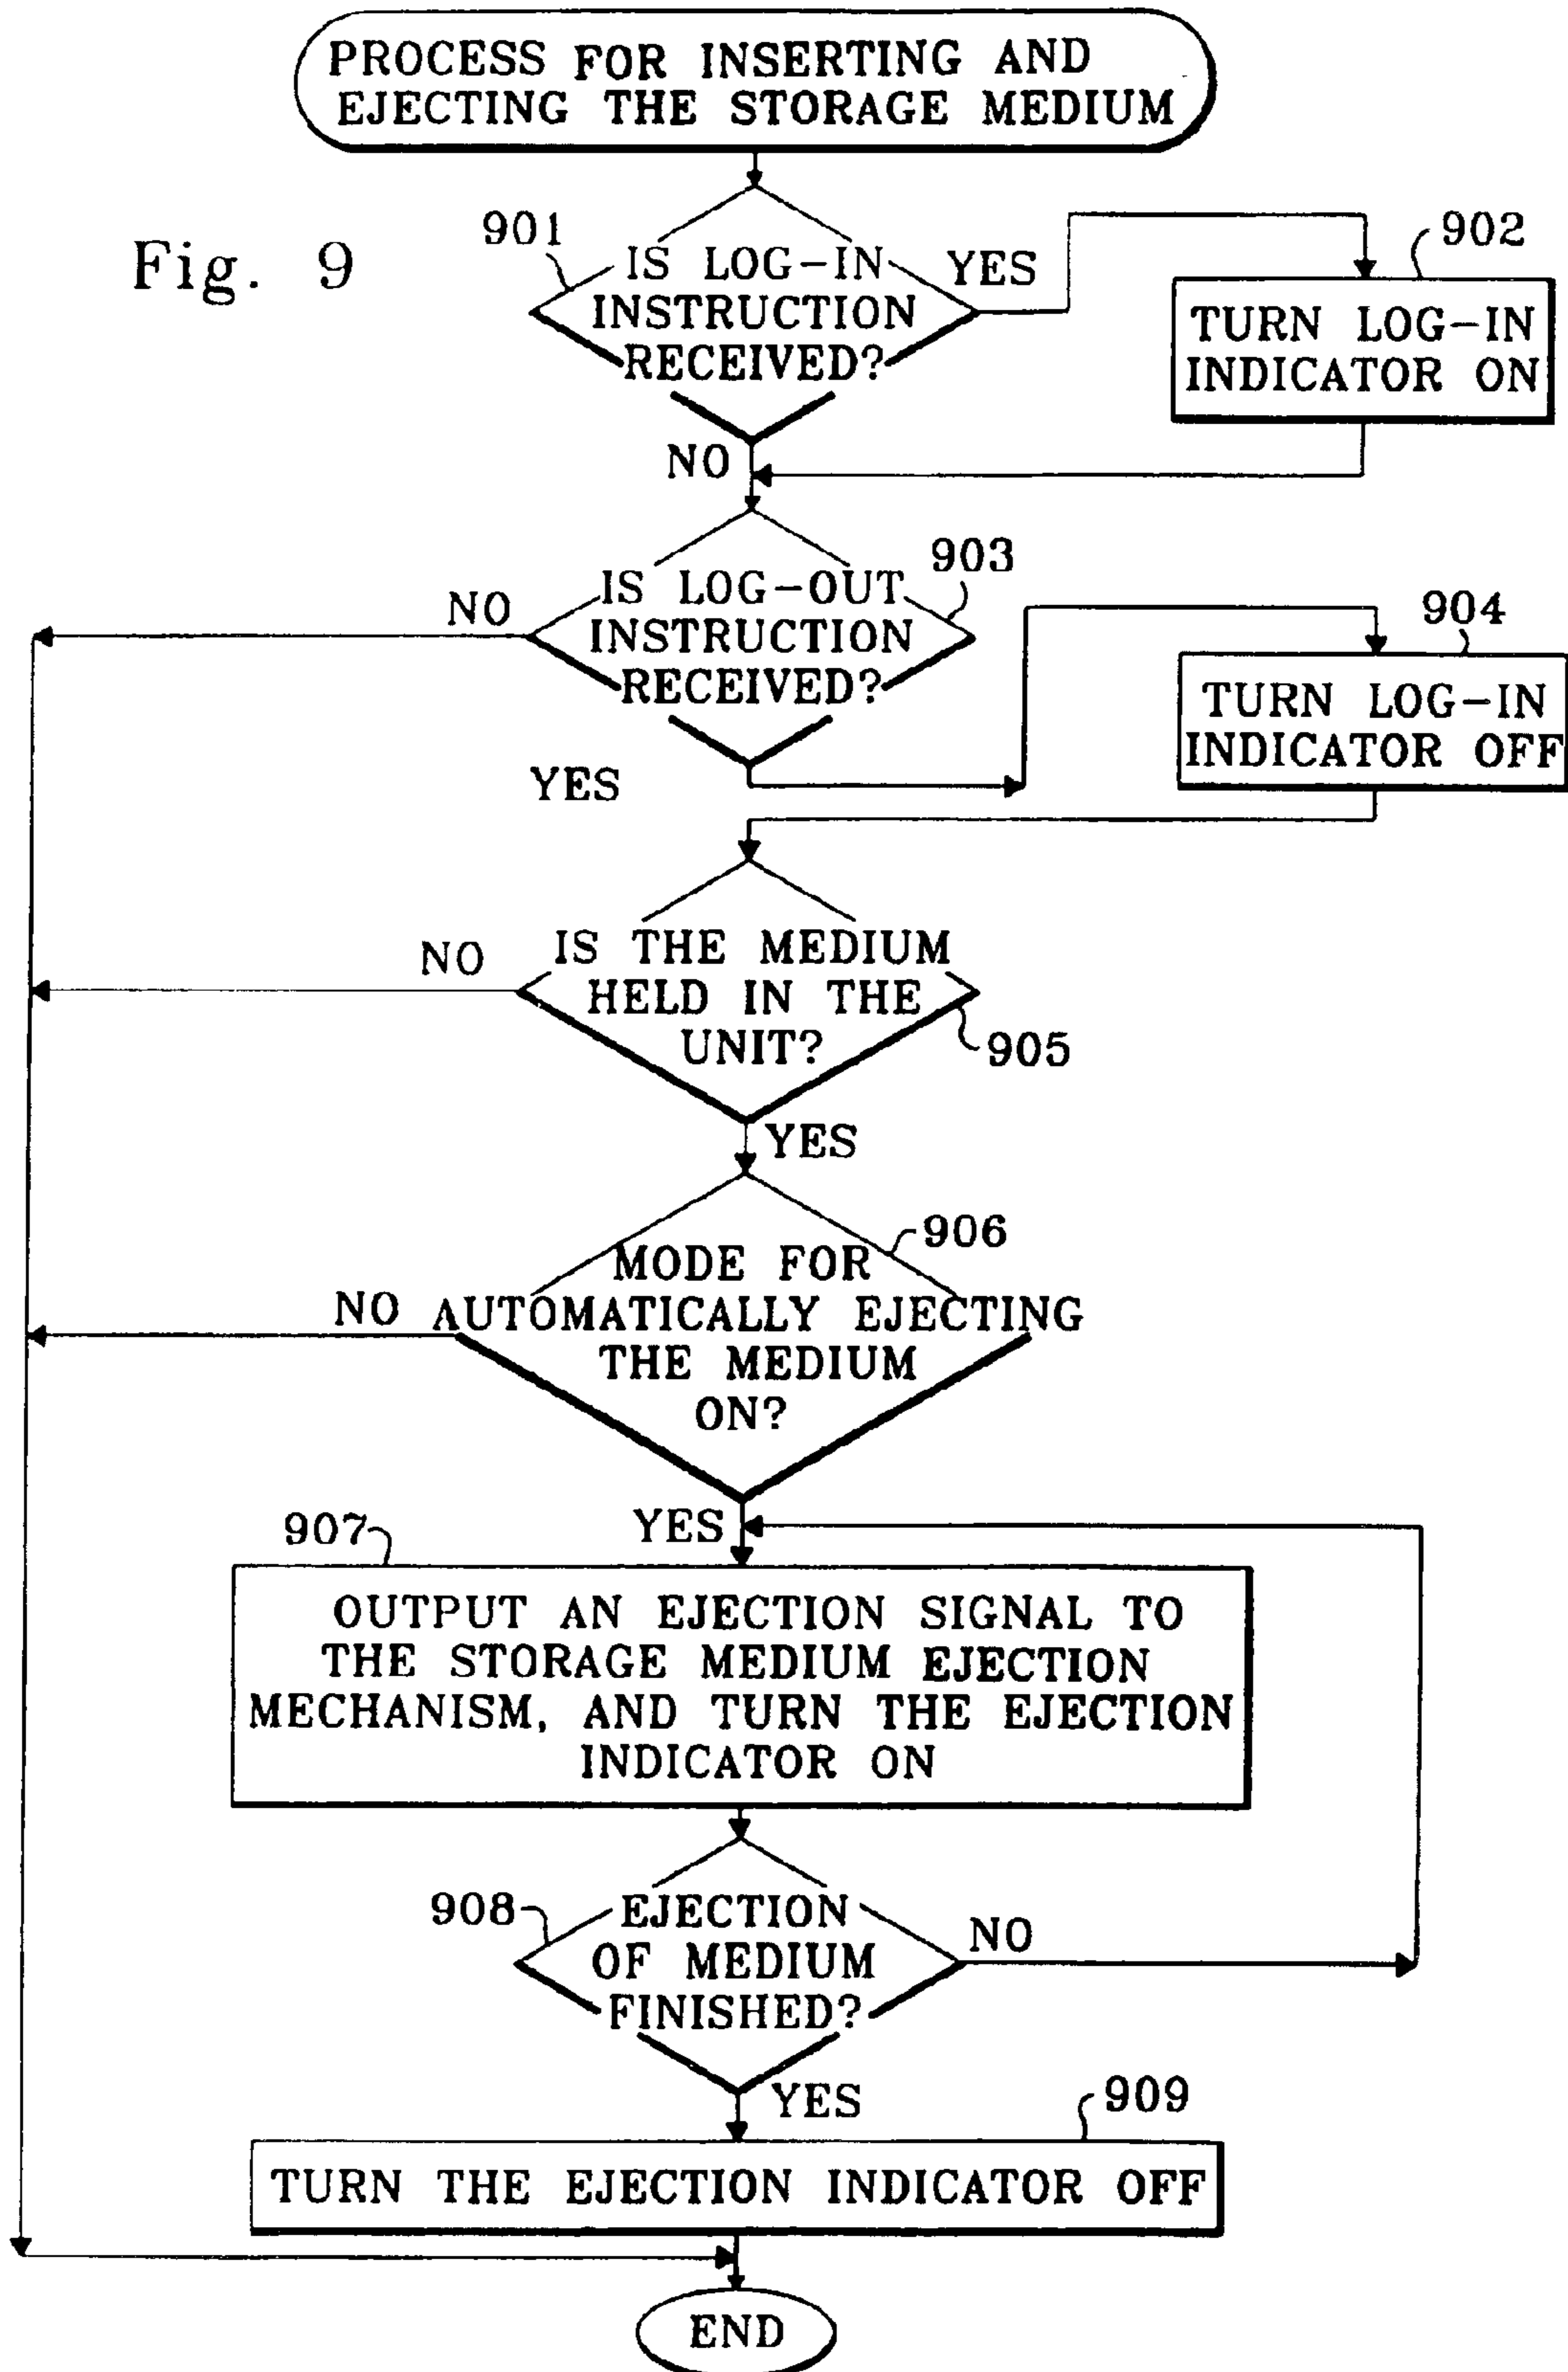 PROCESS FOR INSERTING AND
EJECTING THE STORAGE MEDIUM
Fig. 9
901
IS LOG-IN
INSTRUCTION
RECEIVED?
YES
902
TURN LOG-IN
INDICATOR ON
NO
903
IS LOG-OUT
INSTRUCTION
RECEIVED?
NO
904
TURN LOG-IN
INDICATOR OFF
YES
IS THE MEDIUM
HELD IN THE
UNIT?
NO
905
YES
906
MODE FOR
AUTOMATICALLY EJECTING
THE MEDIUM
ON?
NO
YES
907
OUTPUT AN EJECTION SIGNAL TO
THE STORAGE MEDIUM EJECTION
MECHANISM, AND TURN THE EJECTION
INDICATOR ON
908
EJECTION
OF MEDIUM
FINISHED?
NO
YES
909
TURN THE EJECTION INDICATOR OFF
END